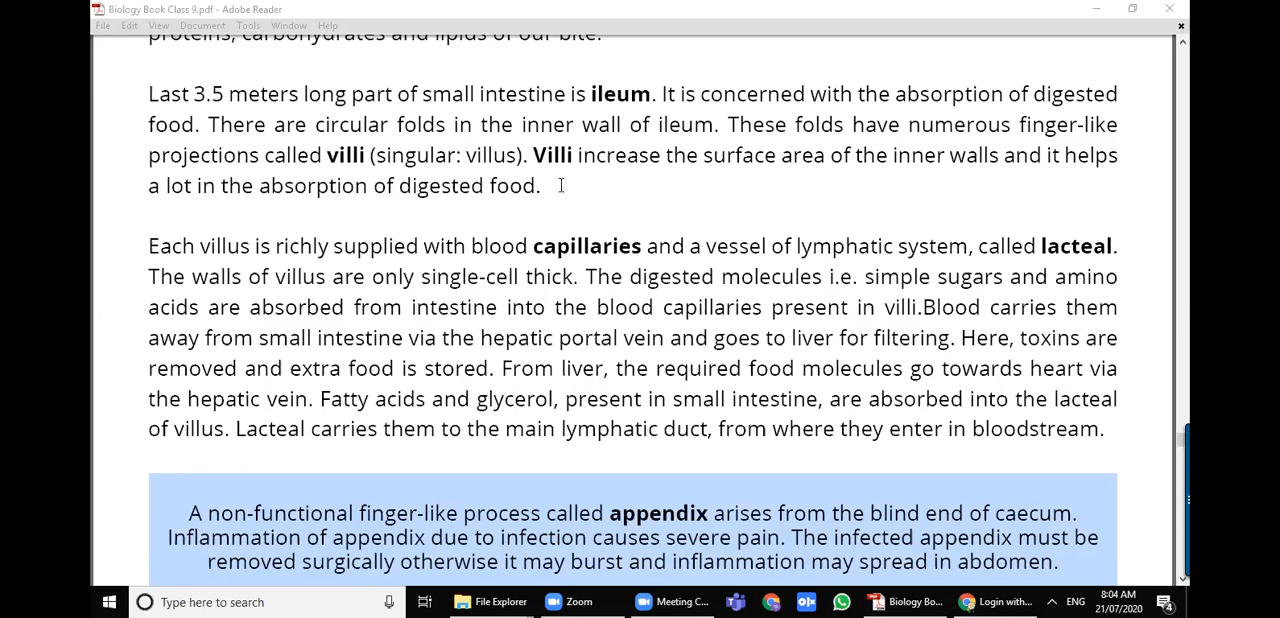 Biology Book Class 9.pdf - Adobe Reader
File Edit View Document Tools Window Help
proteins, carbohydrates and lipids of our bite.
Last 3.5 meters long part of small intestine is ileum. It is concerned with the absorption of digested
food. There are circular folds in the inner wall of ileum. These folds have numerous finger-like
projections called villi (singular: villus). Villi increase the surface area of the inner walls and it helps
a lot in the absorption of digested food.
Each villus is richly supplied with blood capillaries and a vessel of lymphatic system, called lacteal.
The walls of villus are only single-cell thick. The digested molecules i.e. simple sugars and amino
acids are absorbed from intestine into the blood capillaries present in villi.Blood carries them
away from small intestine via the hepatic portal vein and goes to liver for filtering. Here, toxins are
removed and extra food is stored. From liver, the required food molecules go towards heart via
the hepatic vein. Fatty acids and glycerol, present in small intestine, are absorbed into the lacteal
of villus. Lacteal carries them to the main lymphatic duct, from where they enter in bloodstream.
A non-functional finger-like process called appendix arises from the blind end of caecum.
Inflammation of appendix due to infection causes severe pain. The infected appendix must be
removed surgically otherwise it may burst and inflammation may spread in abdomen.
Type here to search File Explorer Zoom Meeting C... Biology Bo... Login with... ENG 8:04 AM
21/07/2020 4